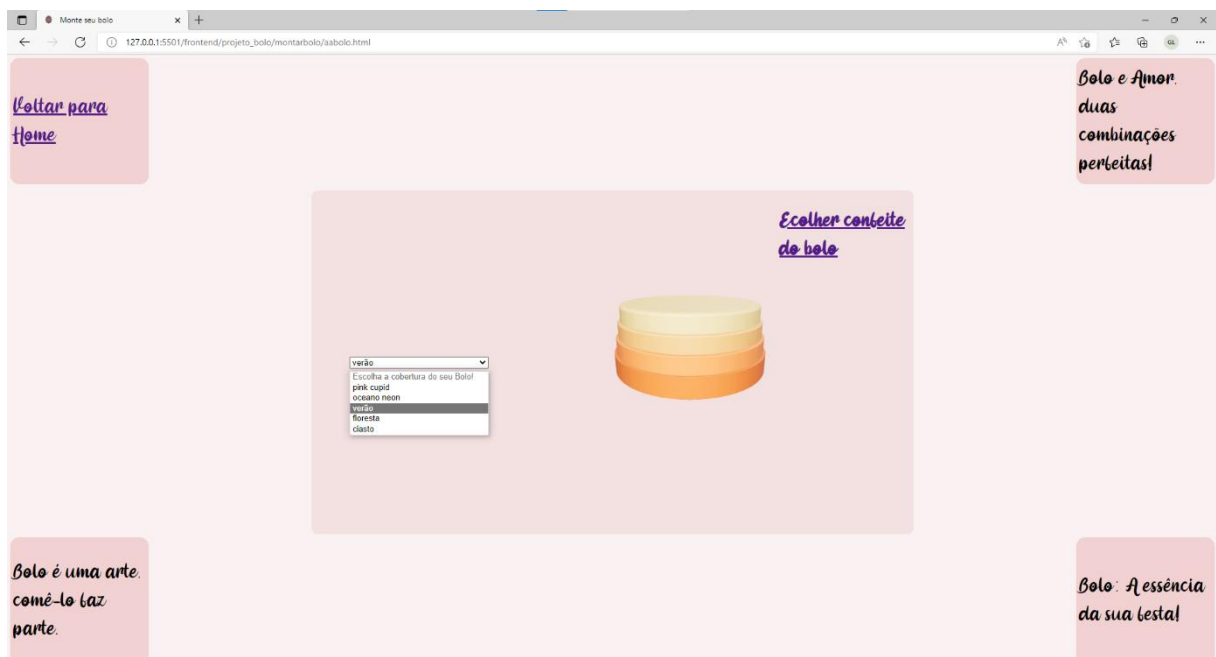 Monte seu bolo
127.0.0.1:5501/frontend/projeto_bolo/montarbolo/aabolo.html
GL
Voltar para
Home
Bolo e Amor.
duas
combinações
perfeitas!
Ecolher confeite
do bolo
verão
Escolha a cobertura do seu Bolo!
pink cupid
oceano neon
verão
floresta
clasto
Bolo é uma arte.
comê-lo faz
parte.
Bolo: A essência
da sua festa!